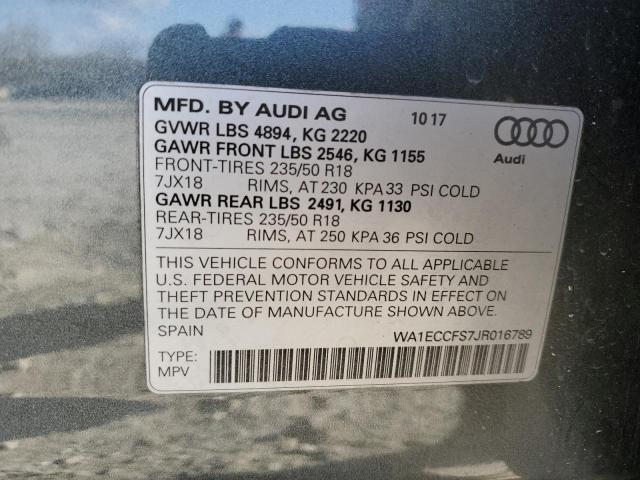 MFD. BY AUDI AG 10 17
GVWR LBS 4894, KG 2220
GAWR FRONT LBS 2546, KG 1155
FRONT-TIRES 235/50 R18
7JX18 RIMS, AT 230 KPA 33 PSI COLD
GAWR REAR LBS 2491, KG 1130
REAR-TIRES 235/50 R18
7JX18 RIMS, AT 250 KPA 36 PSI COLD
Audi
THIS VEHICLE CONFORMS TO ALL APPLICABLE
U.S. FEDERAL MOTOR VEHICLE SAFETY AND
THEFT PREVENTION STANDARDS IN EFFECT ON
THE DATE OF MANUFACTURE SHOWN ABOVE.
SPAIN WA1ECCFS7JR016789
TYPE:
MPV